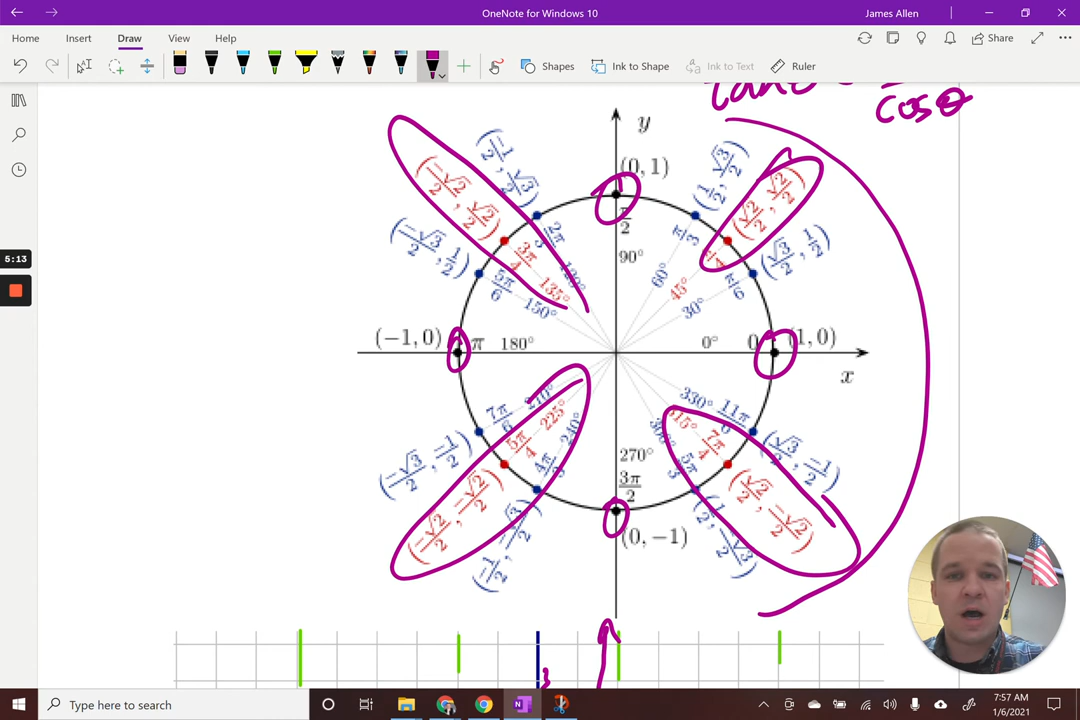 OneNote for Windows 10
James Allen
Home Insert Draw View Help
Share
Shapes
Ink to Shape
Ink to Text
Ruler
tanθ =
cosθ
y
(0, 1)
π/2
90°
(1/2, √3/2)
π/3
60°
(√2/2, √2/2)
45°
(√3/2, 1/2)
π/6
30°
(-1/2, √3/2)
2π/3
120°
(-√2/2, √2/2)
3π/4
135°
(-√3/2, 1/2)
5π/6
150°
5:13
(−1, 0)
π
180°
0°
0
(1, 0)
x
7π/6
210°
(-√3/2, -1/2)
5π/4
225°
(-√2/2, -√2/2)
4π/3
240°
(-1/2, -√3/2)
270°
3π/2
(0, −1)
300°
5π/3
(1/2, -√3/2)
315°
7π/4
(√2/2, -√2/2)
330°
11π/6
(√3/2, -1/2)
Type here to search
7:57 AM
1/6/2021